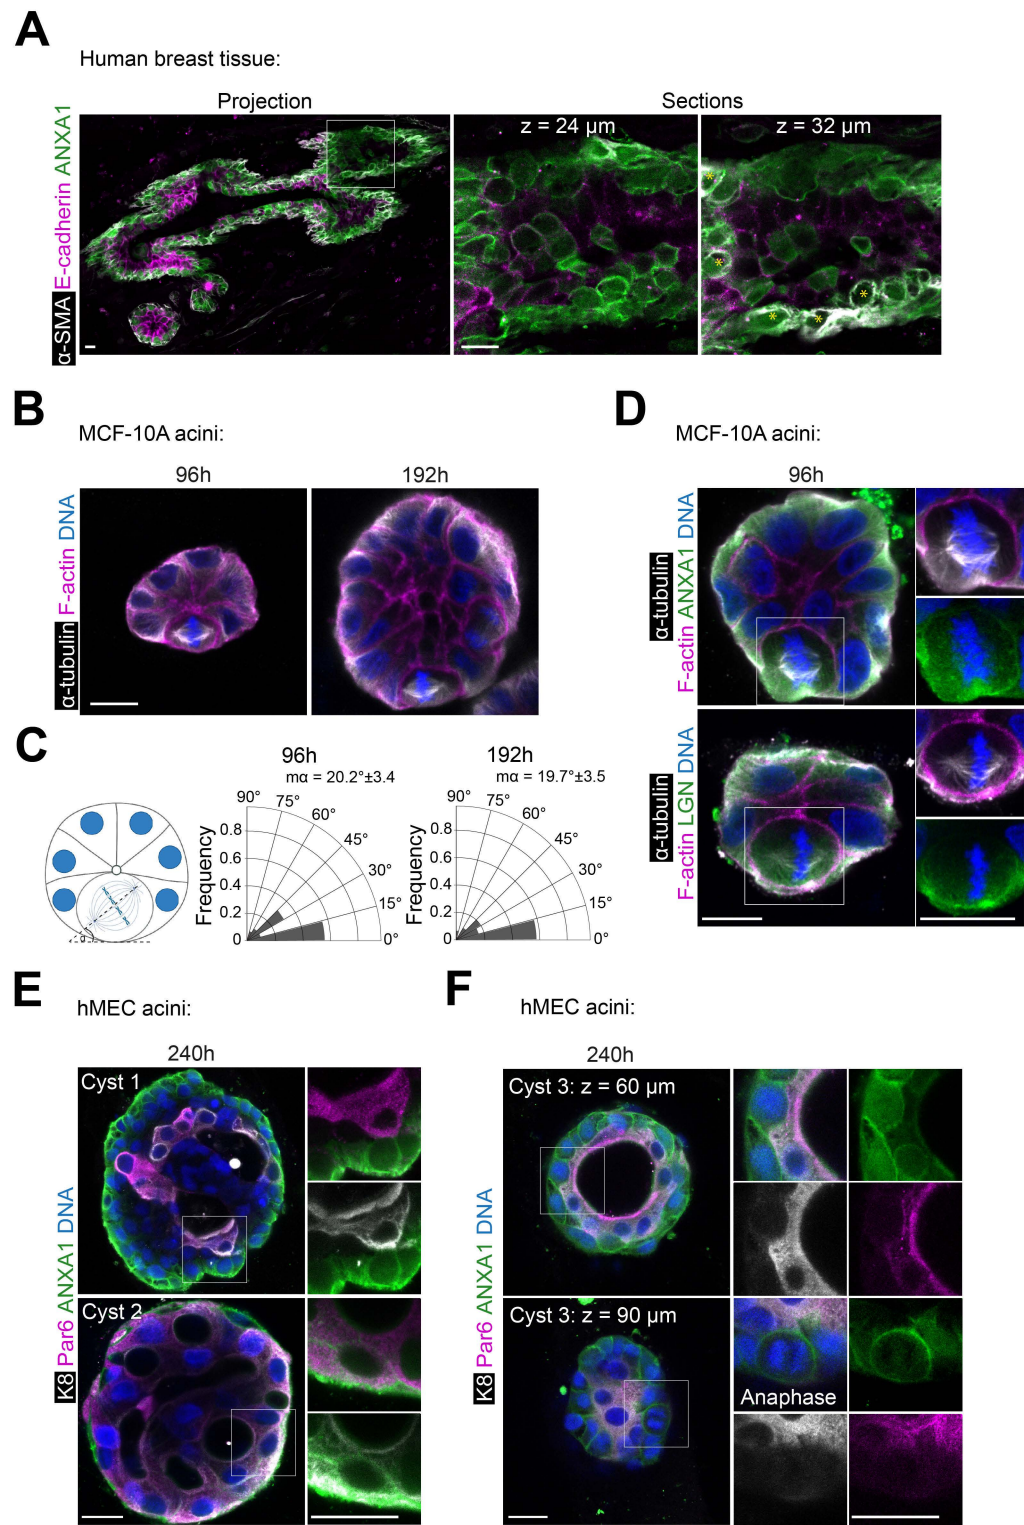 A
Human breast tissue:
Projection
Sections
α-SMA E-cadherin ANXA1
z = 24 µm
z = 32 µm
*
*
*
*
*
B
MCF-10A acini:
96h
192h
α-tubulin F-actin DNA
C
96h
mα = 20.2°±3.4
90°
75°
60°
45°
30°
15°
0°
Frequency
0.8
0.6
0.4
0.2
0
192h
mα = 19.7°±3.5
90°
75°
60°
45°
30°
15°
0°
Frequency
0.8
0.6
0.4
0.2
0
α
D
MCF-10A acini:
96h
α-tubulin
F-actin ANXA1 DNA
α-tubulin
F-actin LGN DNA
E
hMEC acini:
240h
K8 Par6 ANXA1 DNA
Cyst 1
Cyst 2
F
hMEC acini:
240h
K8 Par6 ANXA1 DNA
Cyst 3: z = 60 µm
Cyst 3: z = 90 µm
Anaphase